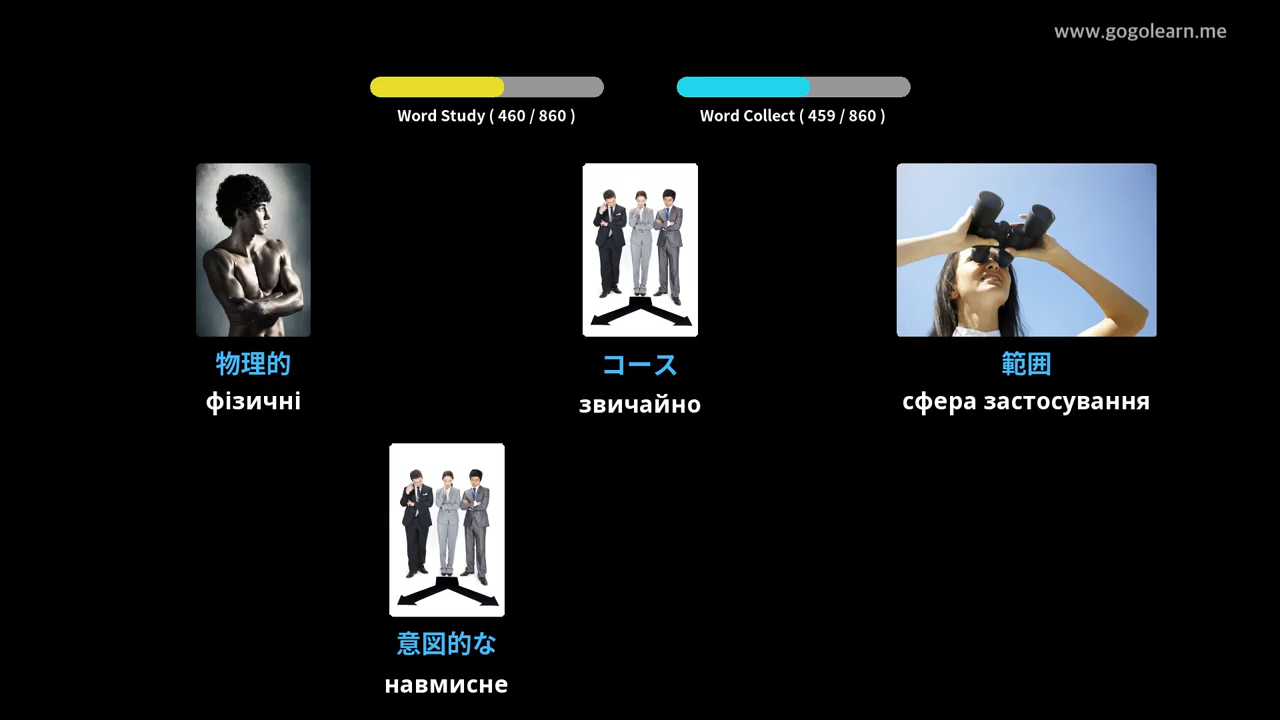 www.gogolearn.me
Word Study ( 460 / 860 )
Word Collect ( 459 / 860 )
物理的
фізичні
コース
звичайно
範囲
сфера застосування
意図的な
навмисне